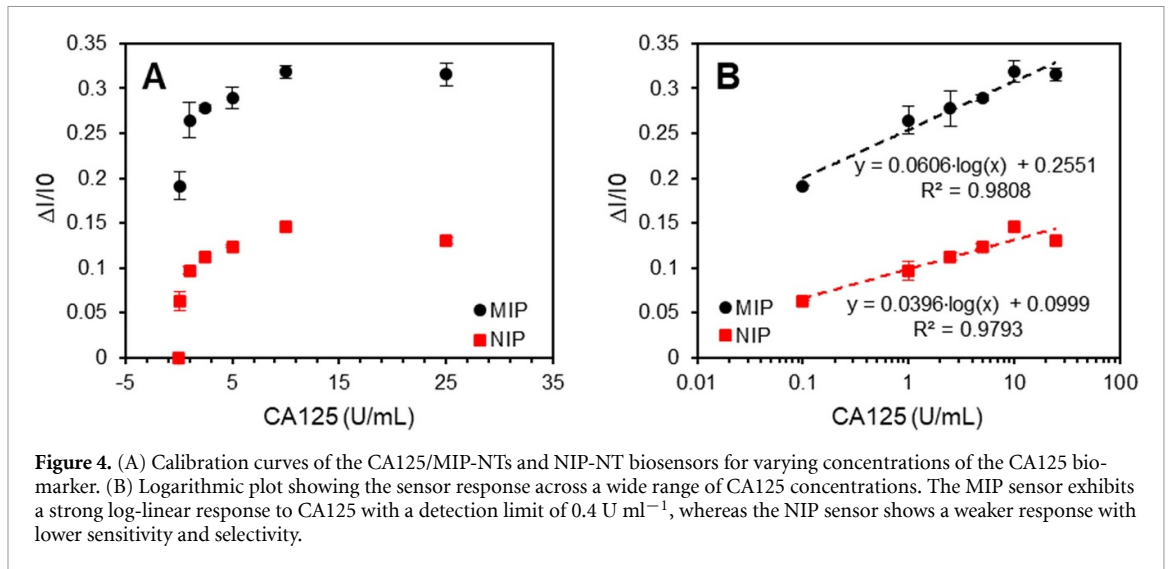 A
0.35
0.3
0.25
0.2
0.15
0.1
0.05
0
ΔI/I0
-5 5 15 25 35
CA125 (U/mL)
MIP
NIP
B
0.35
0.3
0.25
0.2
0.15
0.1
0.05
0
ΔI/I0
y = 0.0606·log(x) + 0.2551
R² = 0.9808
y = 0.0396·log(x) + 0.0999
R² = 0.9793
MIP
NIP
0.01 0.1 1 10 100
CA125 (U/mL)
Figure 4. (A) Calibration curves of the CA125/MIP-NTs and NIP-NT biosensors for varying concentrations of the CA125 bio-
marker. (B) Logarithmic plot showing the sensor response across a wide range of CA125 concentrations. The MIP sensor exhibits
a strong log-linear response to CA125 with a detection limit of 0.4 U ml⁻¹, whereas the NIP sensor shows a weaker response with
lower sensitivity and selectivity.